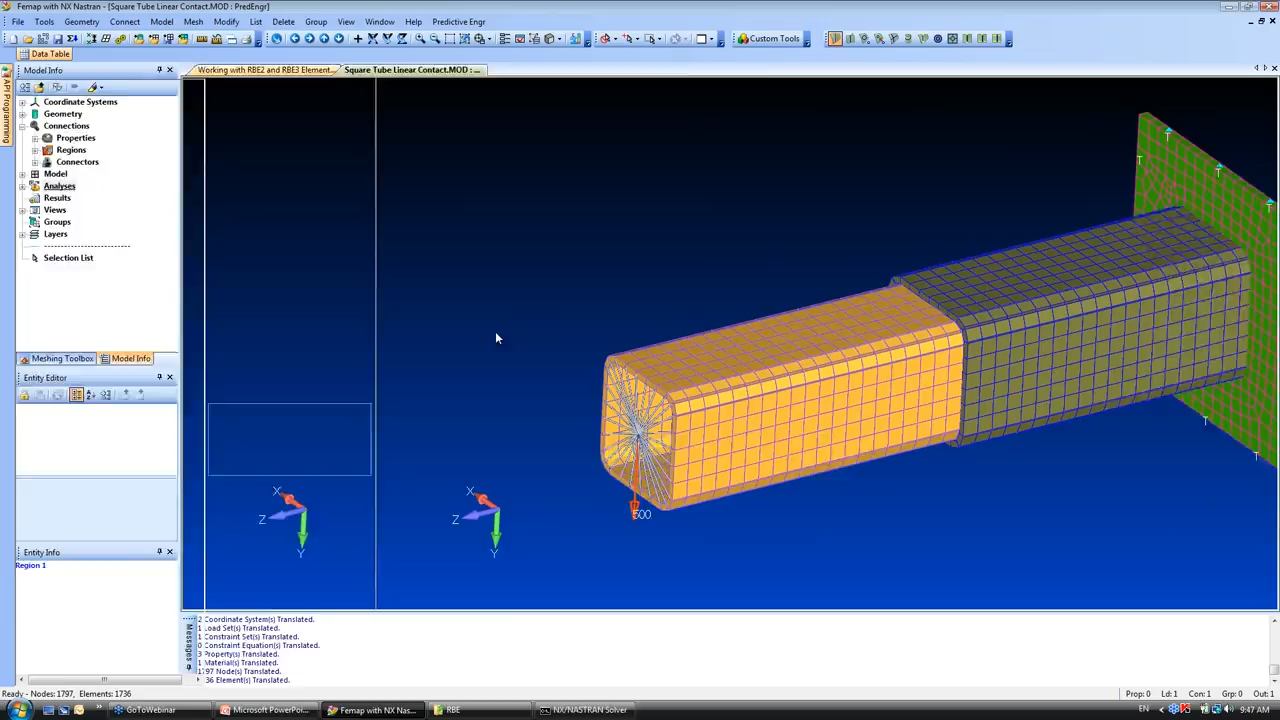 Femap with NX Nastran - [Square Tube Linear Contact.MOD : PredEngr]
File Tools Geometry Connect Model Mesh Modify List Delete Group View Window Help Predictive Engr
Custom Tools
Data Table
Model Info
Working with RBE2 and RBE3 Element... Square Tube Linear Contact.MOD : ...
API Programming
Coordinate Systems
Geometry
Connections
Properties
Regions
Connectors
Model
Analyses
Results
Views
Groups
Layers
Selection List
Meshing Toolbox Model Info
Entity Editor
Entity Info
Region 1
T
T
T
T
T
T
500
X
Z
Y
X
Z
Y
Messages
2 Coordinate System(s) Translated.
1 Load Set(s) Translated.
1 Constraint Set(s) Translated.
0 Constraint Equation(s) Translated.
3 Property(s) Translated.
1 Material(s) Translated.
1797 Node(s) Translated.
36 Element(s) Translated.
Ready - Nodes: 1797, Elements: 1736 Prop: 0 Ld: 1 Con: 1 Grp: 0 Out: 1
GoToWebinar Microsoft PowerPoi... Femap with NX Nas... RBE NX/NASTRAN Solver EN 9:47 AM